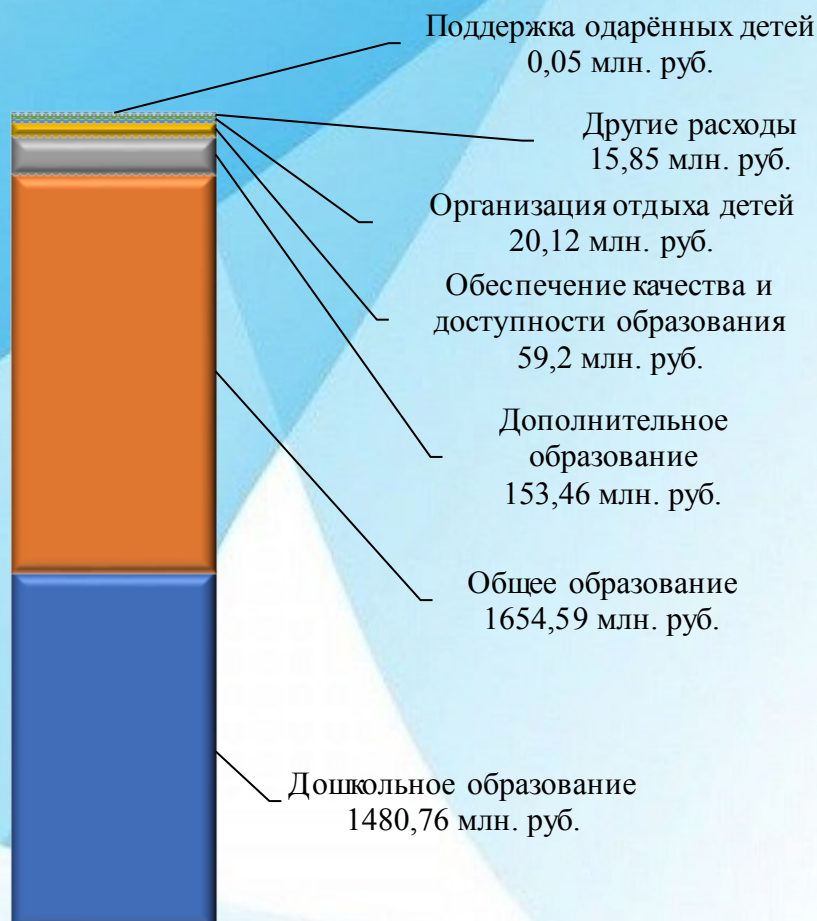 Поддержка одарённых детей
0,05 млн. руб.
Другие расходы
15,85 млн. руб.
Организация отдыха детей
20,12 млн. руб.
Обеспечение качества и
доступности образования
59,2 млн. руб.
Дополнительное
образование
153,46 млн. руб.
Общее образование
1654,59 млн. руб.
Дошкольное образование
1480,76 млн. руб.